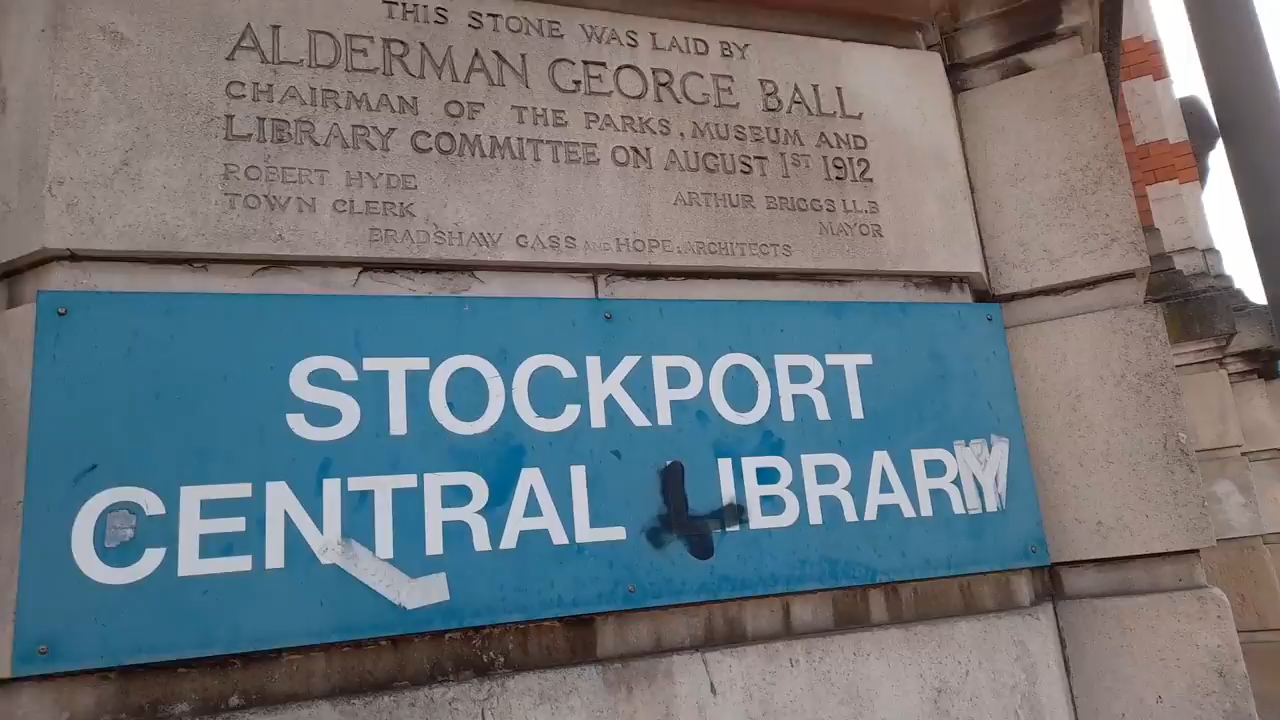 THIS STONE WAS LAID BY
ALDERMAN GEORGE BALL
CHAIRMAN OF THE PARKS, MUSEUM AND
LIBRARY COMMITTEE ON AUGUST 1ST 1912
ROBERT HYDE
TOWN CLERK
ARTHUR BRIGGS LL.B
MAYOR
BRADSHAW GASS AND HOPE: ARCHITECTS
STOCKPORT
CENTRAL LIBRARY